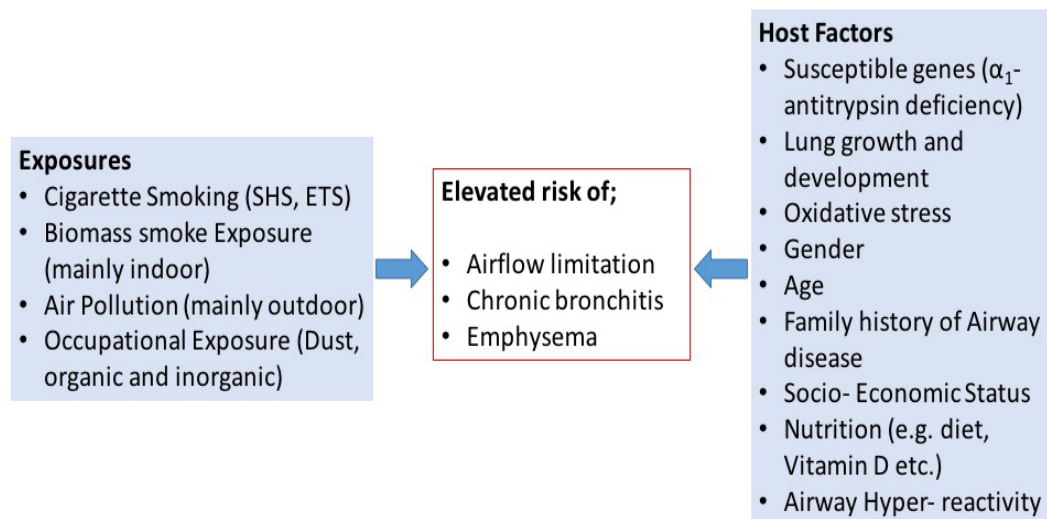 Exposures
• Cigarette Smoking (SHS, ETS)
• Biomass smoke Exposure
(mainly indoor)
• Air Pollution (mainly outdoor)
• Occupational Exposure (Dust,
organic and inorganic)
Elevated risk of;
• Airflow limitation
• Chronic bronchitis
• Emphysema
Host Factors
• Susceptible genes (α₁-
antitrypsin deficiency)
• Lung growth and
development
• Oxidative stress
• Gender
• Age
• Family history of Airway
disease
• Socio- Economic Status
• Nutrition (e.g. diet,
Vitamin D etc.)
• Airway Hyper- reactivity